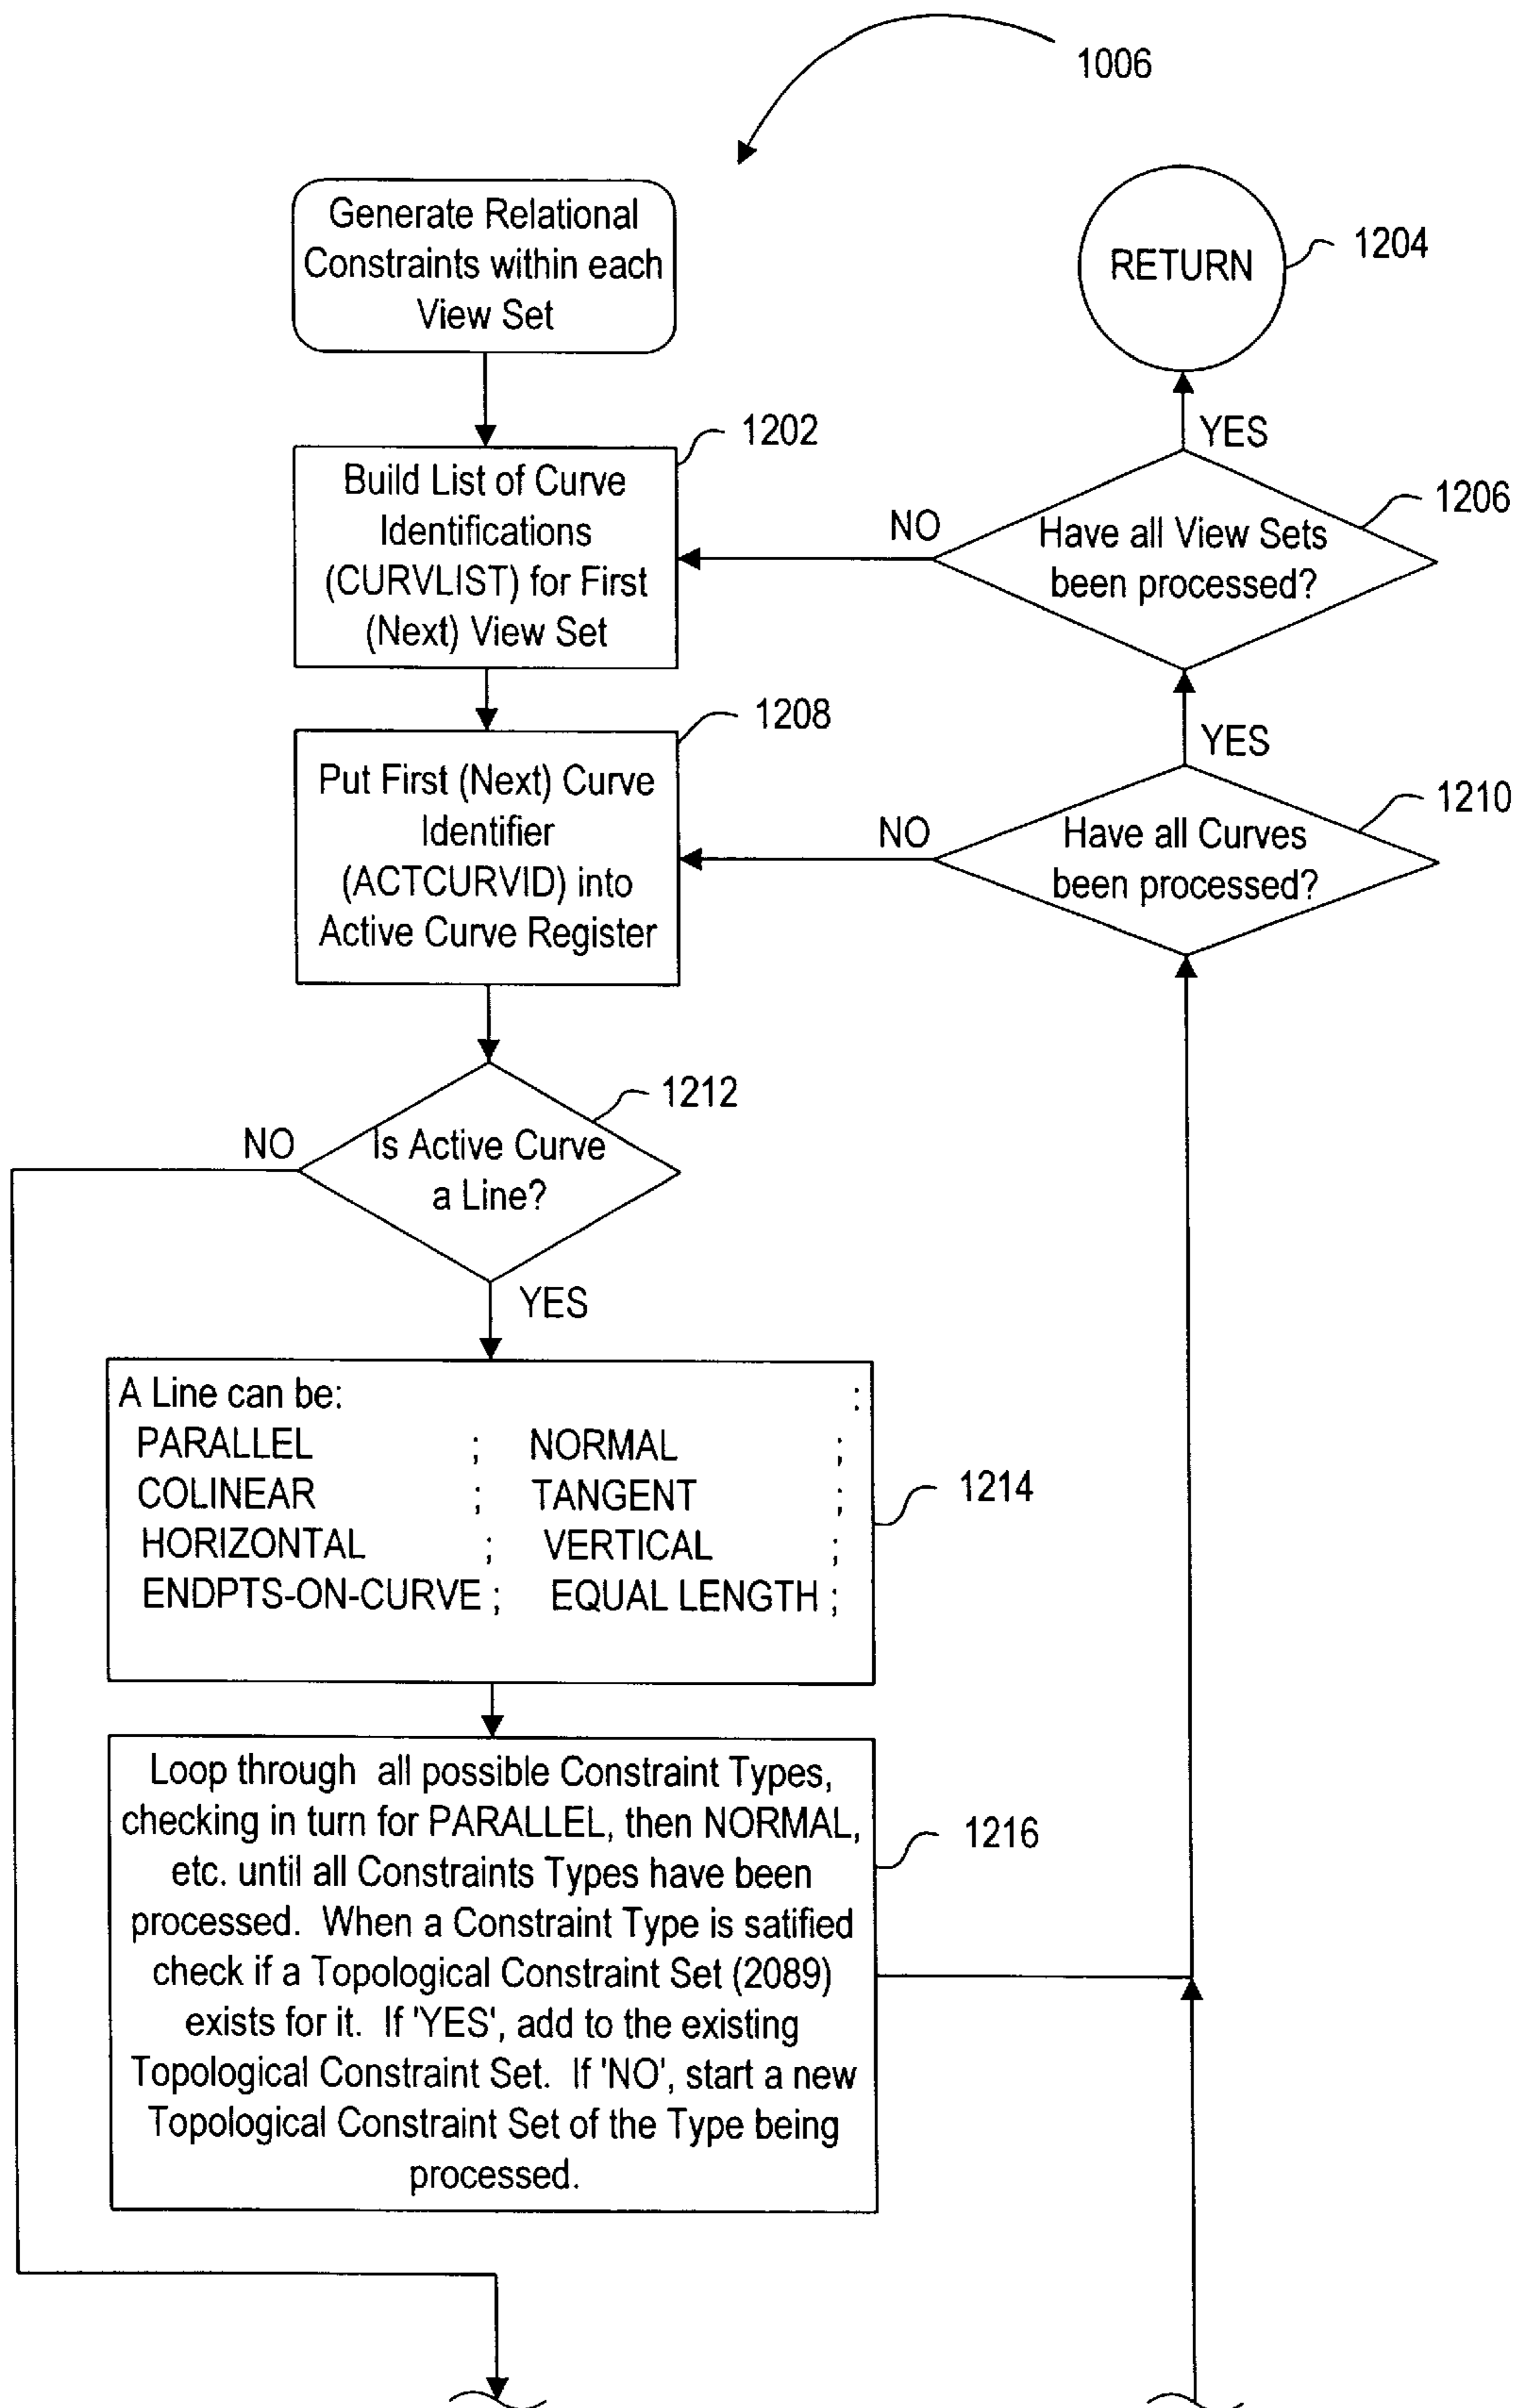 1006
Generate Relational
Constraints within each
View Set
RETURN
1204
YES
1202
Build List of Curve
Identifications
(CURVLIST) for First
(Next) View Set
NO
Have all View Sets
been processed?
1206
YES
1208
Put First (Next) Curve
Identifier
(ACTCURVID) into
Active Curve Register
NO
Have all Curves
been processed?
1210
1212
NO
Is Active Curve
a Line?
YES
A Line can be: :
PARALLEL ; NORMAL ;
COLINEAR ; TANGENT ;
HORIZONTAL ; VERTICAL ;
ENDPTS-ON-CURVE ; EQUAL LENGTH ;
1214
Loop through all possible Constraint Types,
checking in turn for PARALLEL, then NORMAL,
etc. until all Constraints Types have been
processed. When a Constraint Type is satified
check if a Topological Constraint Set (2089)
exists for it. If 'YES', add to the existing
Topological Constraint Set. If 'NO', start a new
Topological Constraint Set of the Type being
processed.
1216